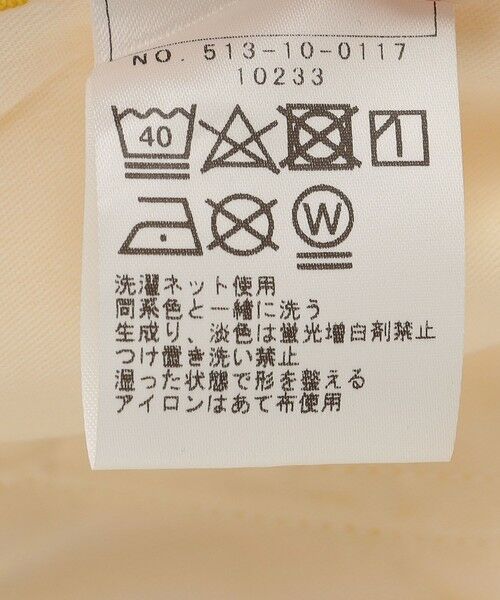 NO. 513-10-0117
10233
40
W
洗濯ネット使用
同系色と一緒に洗う
生成り、淡色は蛍光増白剤禁止
つけ置き洗い禁止
湿った状態で形を整える
アイロンはあて布使用